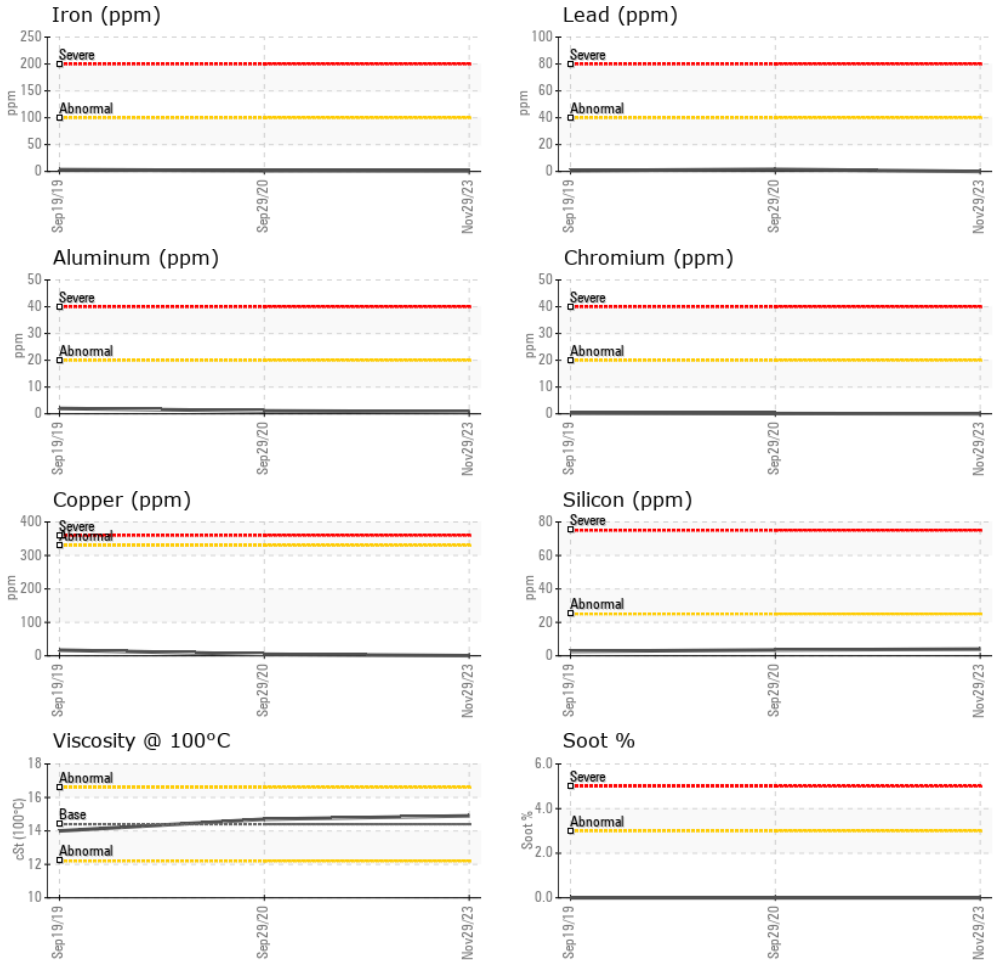 Iron (ppm)
250
200
150
100
50
0
ppm
Severe
Abnormal
Sep19/19
Sep29/20
Nov29/23
Lead (ppm)
100
80
60
40
20
0
ppm
Severe
Abnormal
Sep19/19
Sep29/20
Nov29/23
Aluminum (ppm)
50
40
30
20
10
0
ppm
Severe
Abnormal
Sep19/19
Sep29/20
Nov29/23
Chromium (ppm)
50
40
30
20
10
0
ppm
Severe
Abnormal
Sep19/19
Sep29/20
Nov29/23
Copper (ppm)
400
300
200
100
0
ppm
Severe
Abnormal
Sep19/19
Sep29/20
Nov29/23
Silicon (ppm)
80
60
40
20
0
ppm
Severe
Abnormal
Sep19/19
Sep29/20
Nov29/23
Viscosity @ 100°C
18
16
14
12
10
cSt (100°C)
Abnormal
Base
Abnormal
Sep19/19
Sep29/20
Nov29/23
Soot %
6.0
4.0
2.0
0.0
Soot %
Severe
Abnormal
Sep19/19
Sep29/20
Nov29/23